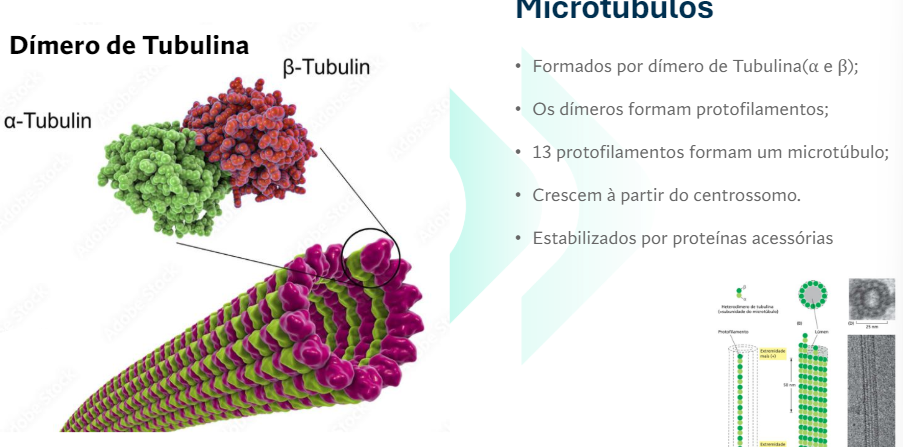 Microtúbulos
Dímero de Tubulina
β-Tubulin
α-Tubulin
• Formados por dímero de Tubulina(α e β);
• Os dímeros formam protofilamentos;
• 13 protofilamentos formam um microtúbulo;
• Crescem à partir do centrossomo.
• Estabilizados por proteínas acessórias
β
α
Heterodímero de tubulina
(=subunidade do microtúbulo)
Protofilamento
(B)
Lúmen
(D)
25 nm
Extremidade
mais (+)
50 nm
Extremidade